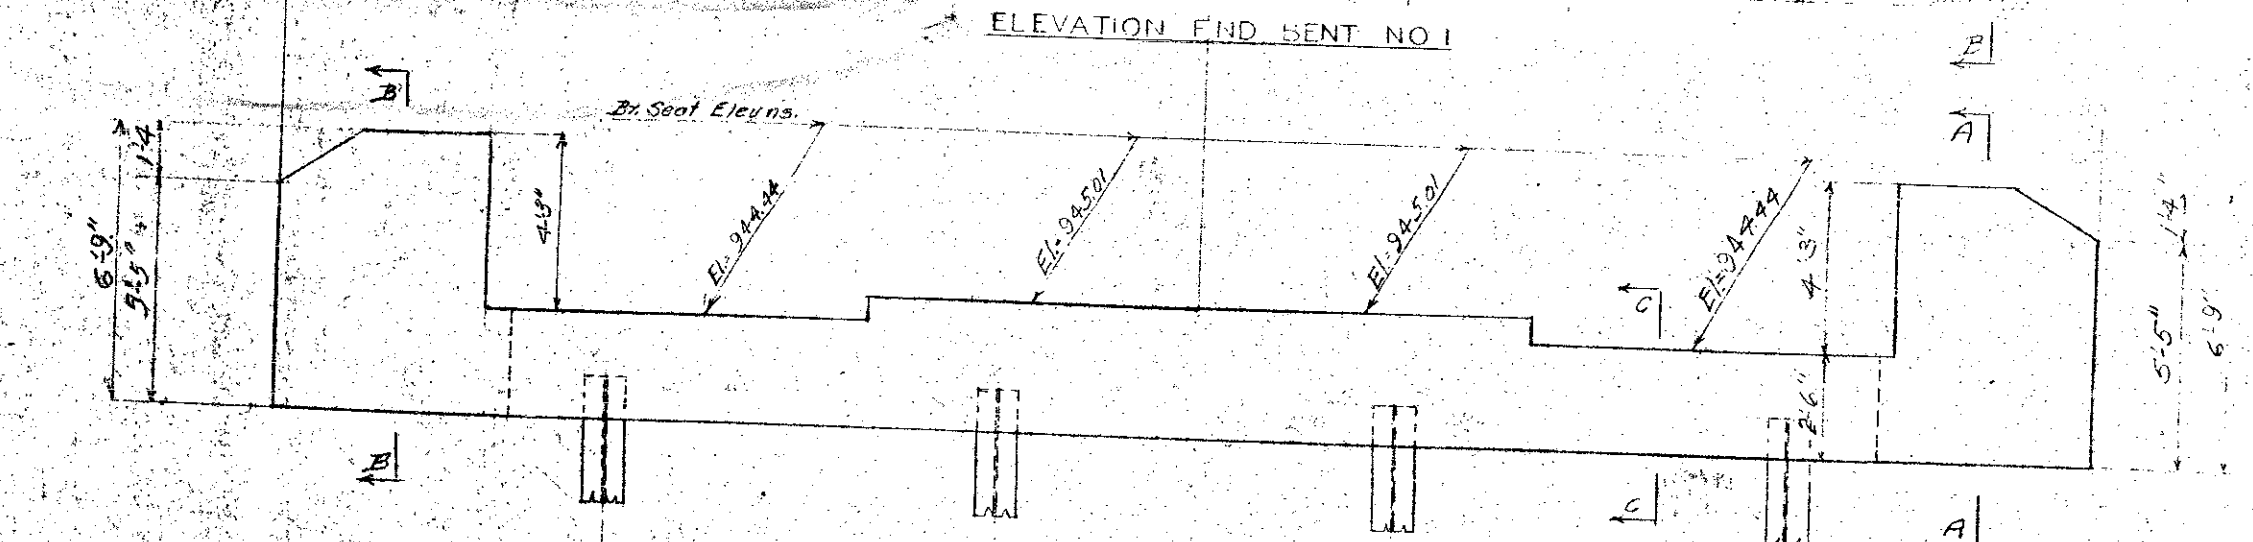 ELEVATION END BENT NO 1
B
B
A
Br. Seat Elevns.
1'4
6'-9"
5'-5"
4'-3"
El.= 944.44
El.= 945.01
El.= 945.01
El.= 944.44
4'-3"
1'4"
5'-5"
6'-9"
C
2'-6"
B
C
A